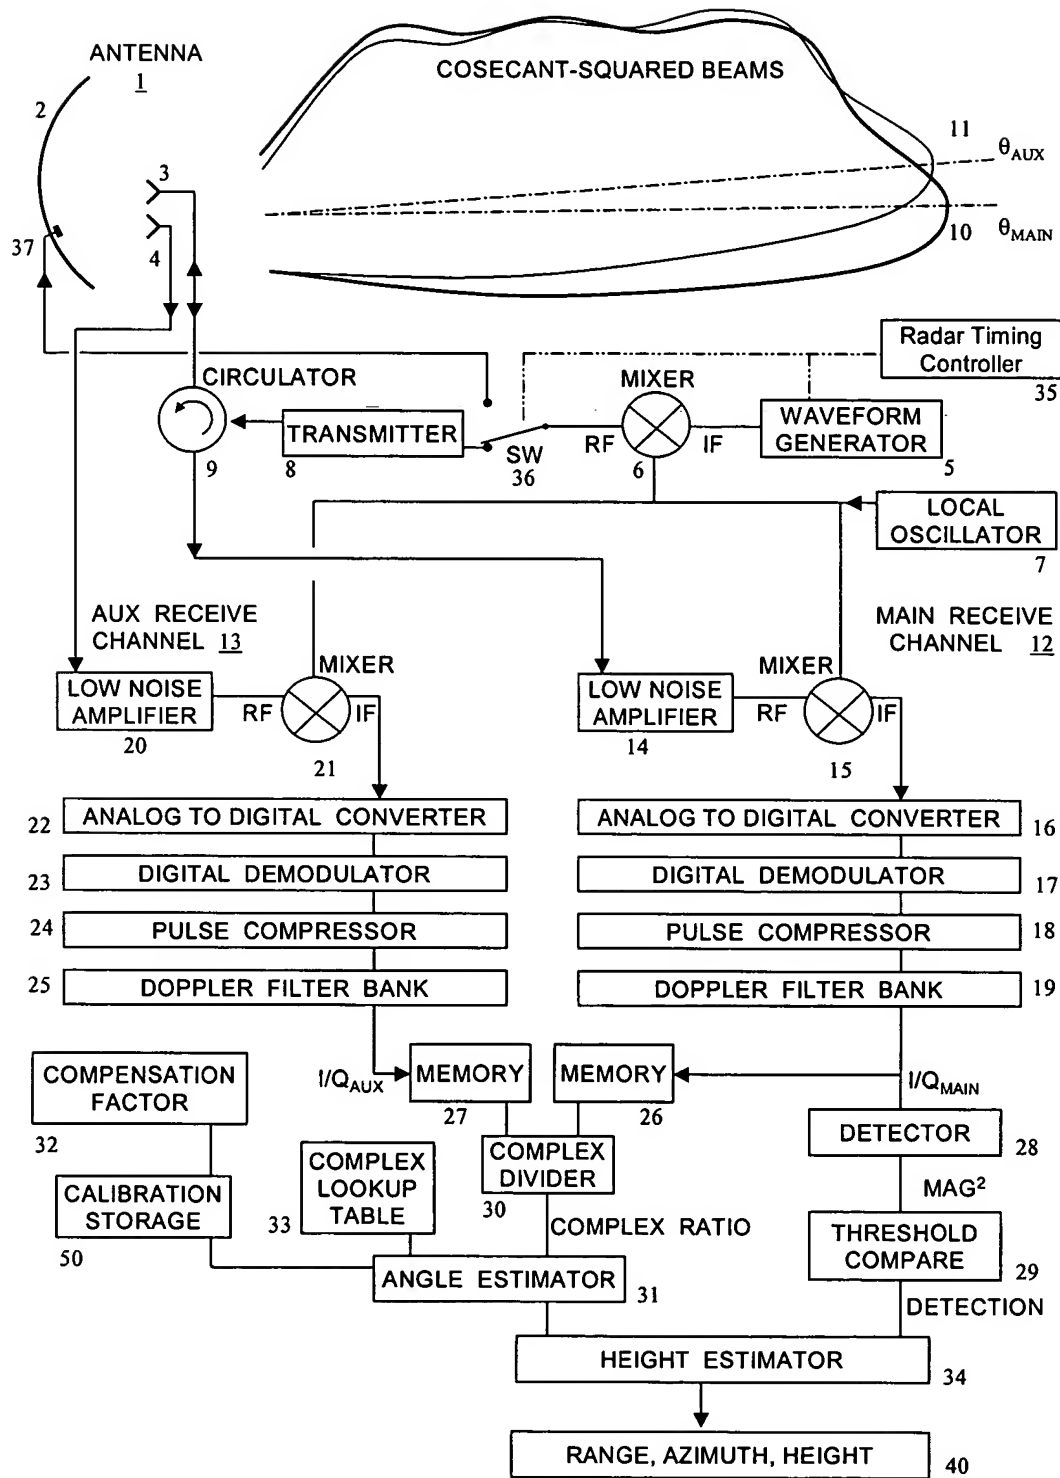 ANTENNA
1
2
3
4
37
COSECANT-SQUARED BEAMS
11
θAUX
10
θMAIN
Radar Timing
Controller
35
CIRCULATOR
9
TRANSMITTER
8
SW
36
MIXER
RF
IF
6
WAVEFORM
GENERATOR
5
LOCAL
OSCILLATOR
7
AUX RECEIVE
CHANNEL 13
MAIN RECEIVE
CHANNEL 12
LOW NOISE
AMPLIFIER
20
RF
MIXER
IF
21
LOW NOISE
AMPLIFIER
14
RF
MIXER
IF
15
22
ANALOG TO DIGITAL CONVERTER
ANALOG TO DIGITAL CONVERTER
16
23
DIGITAL DEMODULATOR
DIGITAL DEMODULATOR
17
24
PULSE COMPRESSOR
PULSE COMPRESSOR
18
25
DOPPLER FILTER BANK
DOPPLER FILTER BANK
19
COMPENSATION
FACTOR
32
I/QAUX
MEMORY
27
MEMORY
26
I/QMAIN
DETECTOR
28
CALIBRATION
STORAGE
50
COMPLEX
LOOKUP
TABLE
33
COMPLEX
DIVIDER
30
MAG²
COMPLEX RATIO
THRESHOLD
COMPARE
29
ANGLE ESTIMATOR
31
DETECTION
HEIGHT ESTIMATOR
34
RANGE, AZIMUTH, HEIGHT
40